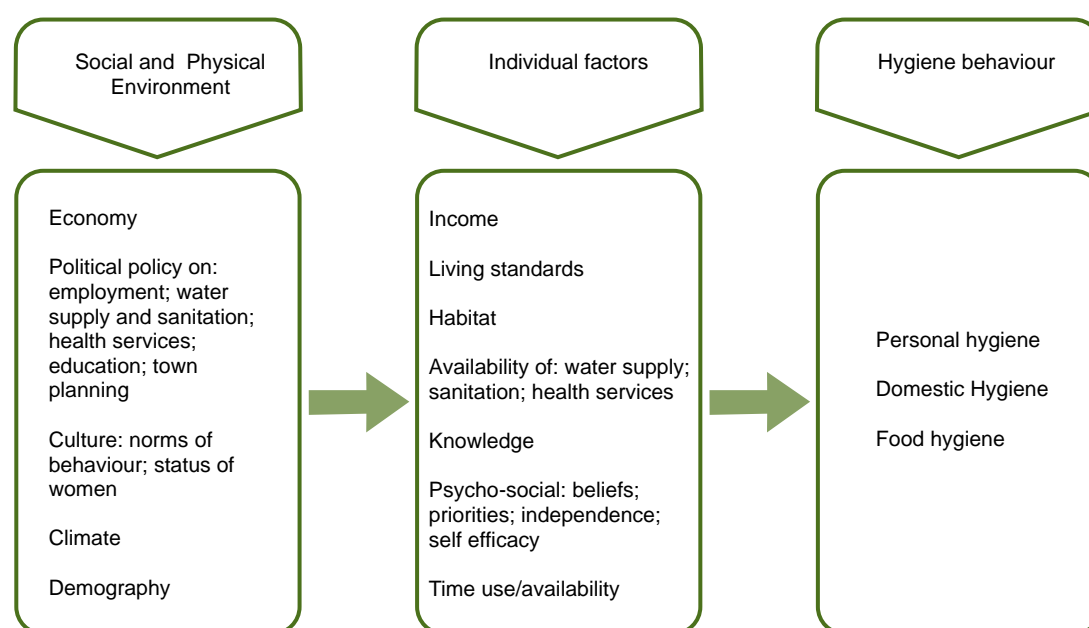 Social and Physical
Environment
Individual factors
Hygiene behaviour
Economy
Political policy on:
employment; water
supply and sanitation;
health services;
education; town
planning
Culture: norms of
behaviour; status of
women
Climate
Demography
Income
Living standards
Habitat
Availability of: water supply;
sanitation; health services
Knowledge
Psycho-social: beliefs;
priorities; independence;
self efficacy
Time use/availability
Personal hygiene
Domestic Hygiene
Food hygiene